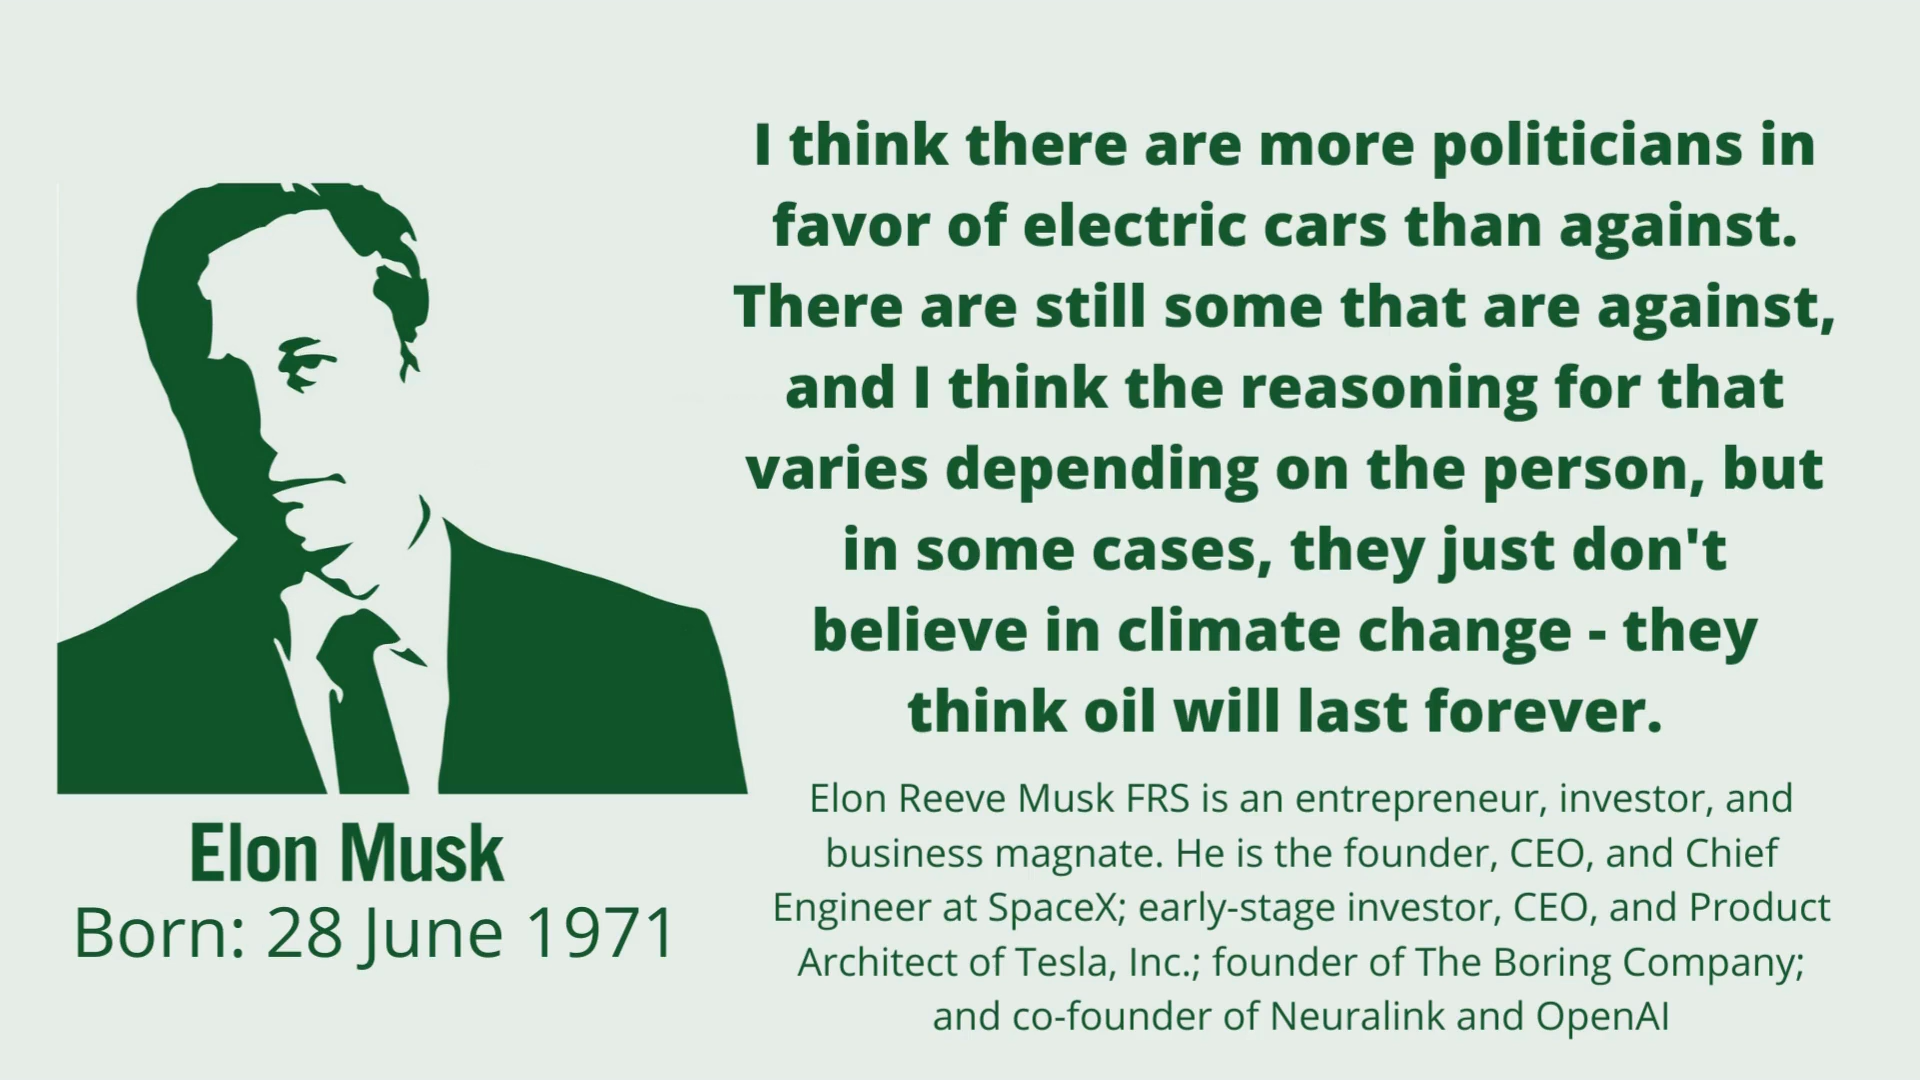 I think there are more politicians in
favor of electric cars than against.
There are still some that are against,
and I think the reasoning for that
varies depending on the person, but
in some cases, they just don't
believe in climate change - they
think oil will last forever.
Elon Reeve Musk FRS is an entrepreneur, investor, and
business magnate. He is the founder, CEO, and Chief
Engineer at SpaceX; early-stage investor, CEO, and Product
Architect of Tesla, Inc.; founder of The Boring Company;
and co-founder of Neuralink and OpenAI
Elon Musk
Born: 28 June 1971